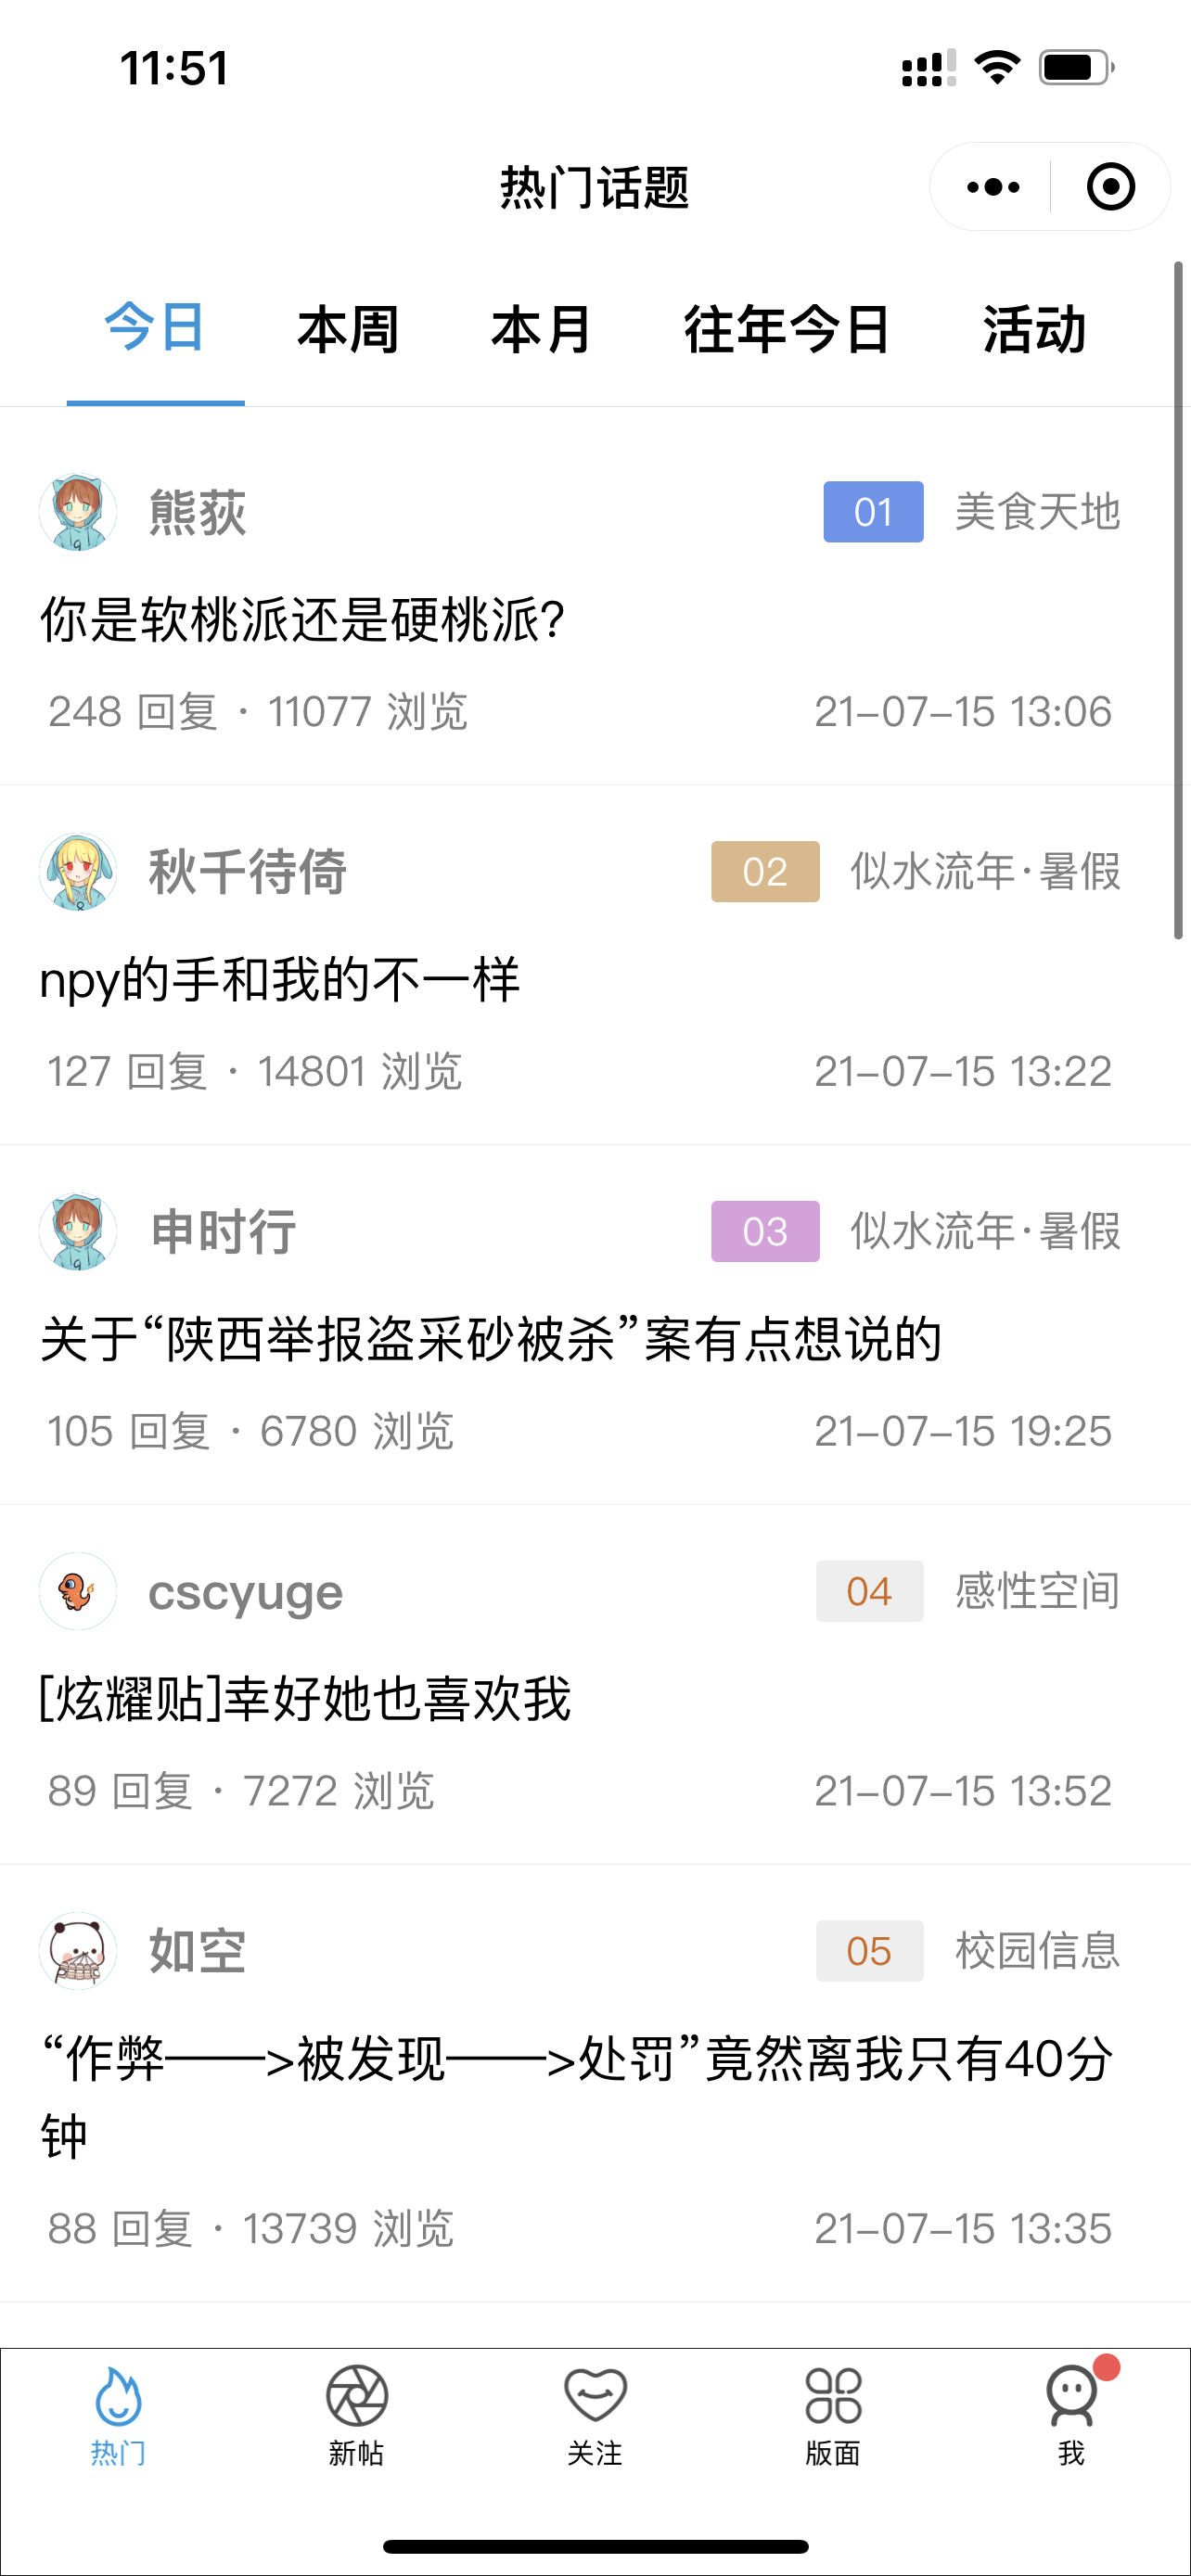 11:51
热门话题
今日 本周 本月 往年今日 活动
熊荻 01 美食天地
你是软桃派还是硬桃派?
248 回复 · 11077 浏览 21-07-15 13:06
秋千待倚 02 似水流年·暑假
npy的手和我的不一样
127 回复 · 14801 浏览 21-07-15 13:22
申时行 03 似水流年·暑假
关于“陕西举报盗采砂被杀”案有点想说的
105 回复 · 6780 浏览 21-07-15 19:25
cscyuge 04 感性空间
[炫耀贴]幸好她也喜欢我
89 回复 · 7272 浏览 21-07-15 13:52
如空 05 校园信息
“作弊——>被发现——>处罚”竟然离我只有40分
钟
88 回复 · 13739 浏览 21-07-15 13:35
热门 新帖 关注 版面 我